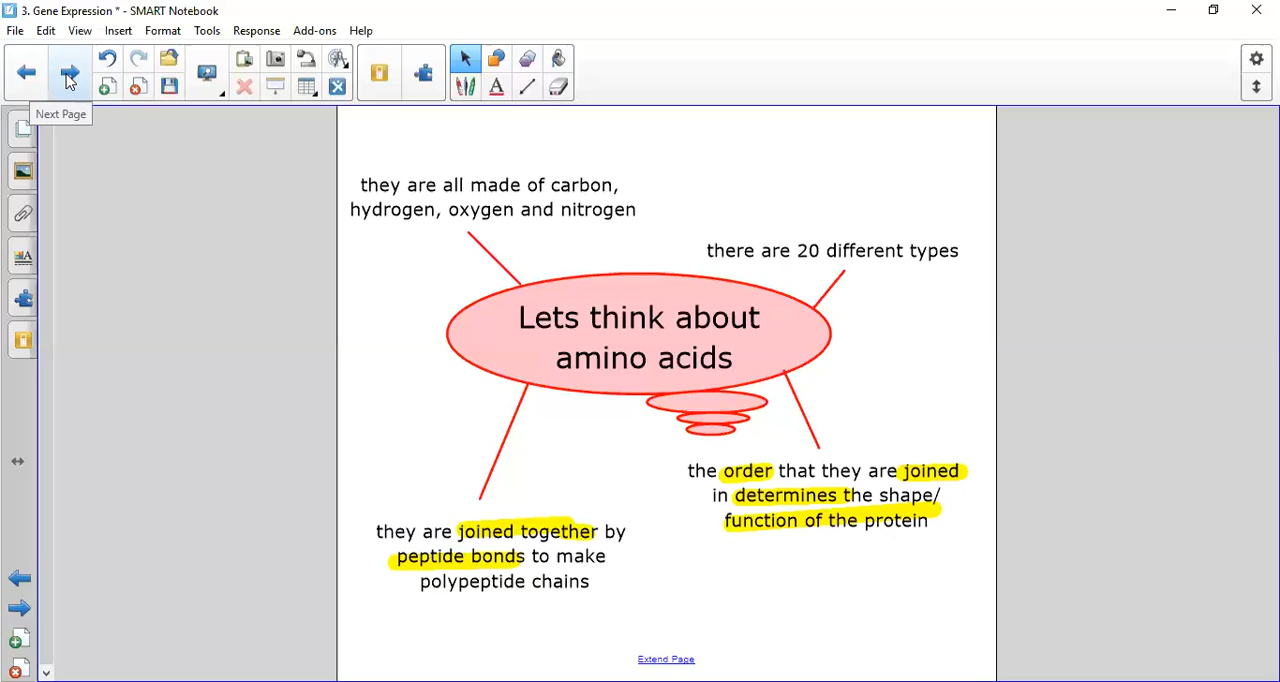 3. Gene Expression * - SMART Notebook
File Edit View Insert Format Tools Response Add-ons Help
Next Page
they are all made of carbon,
hydrogen, oxygen and nitrogen
there are 20 different types
Lets think about
amino acids
the order that they are joined
in determines the shape/
function of the protein
they are joined together by
peptide bonds to make
polypeptide chains
Extend Page